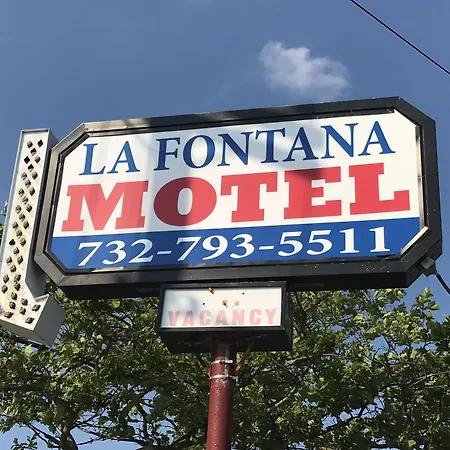 LA FONTANA
MOTEL
732-793-5511
VACANCY